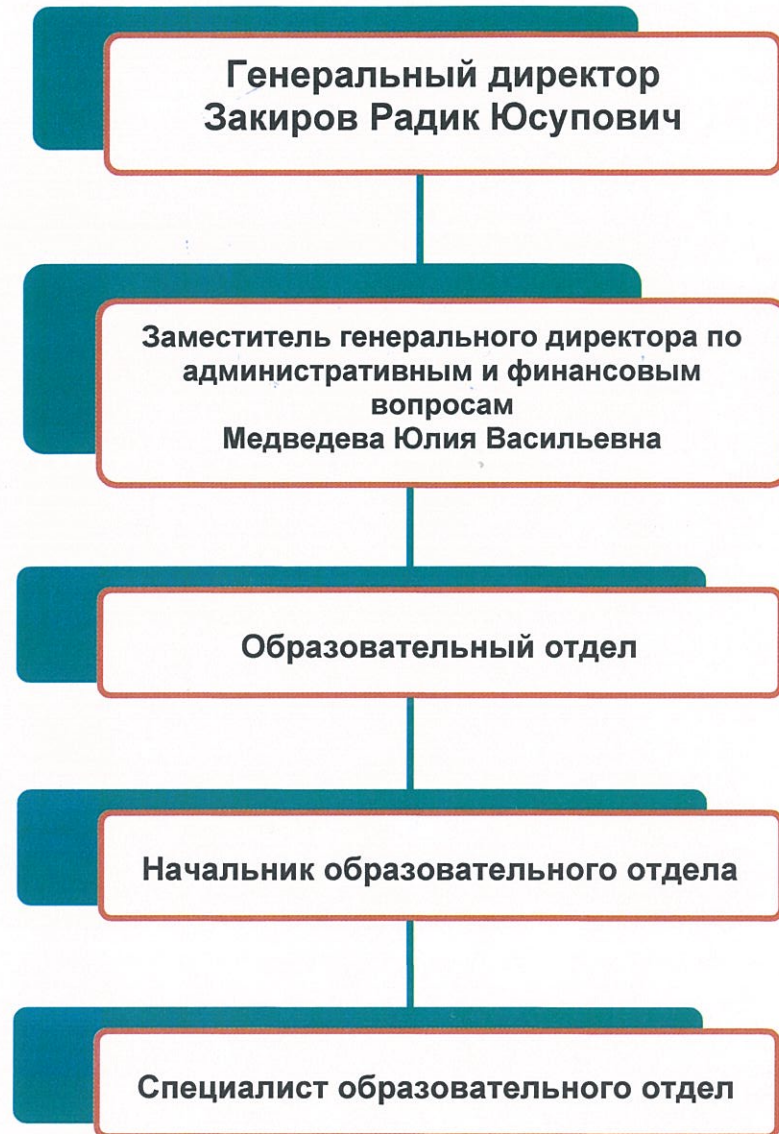 Генеральный директор
Закиров Радик Юсупович
Заместитель генерального директора по
административным и финансовым
вопросам
Медведева Юлия Васильевна
Образовательный отдел
Начальник образовательного отдела
Специалист образовательного отдел